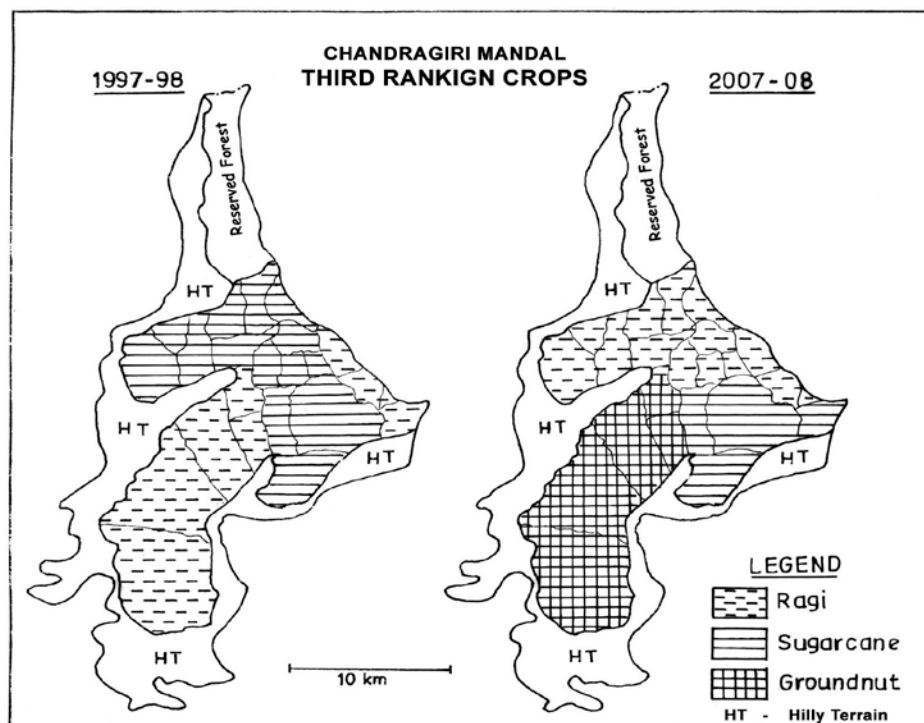 CHANDRAGIRI MANDAL
THIRD RANKIGN CROPS
1997-98
2007-08
Reserved Forest
HT
HT
HT
HT
Reserved Forest
HT
HT
HT
10 km
LEGEND
Ragi
Sugarcane
Groundnut
HT - Hilly Terrain